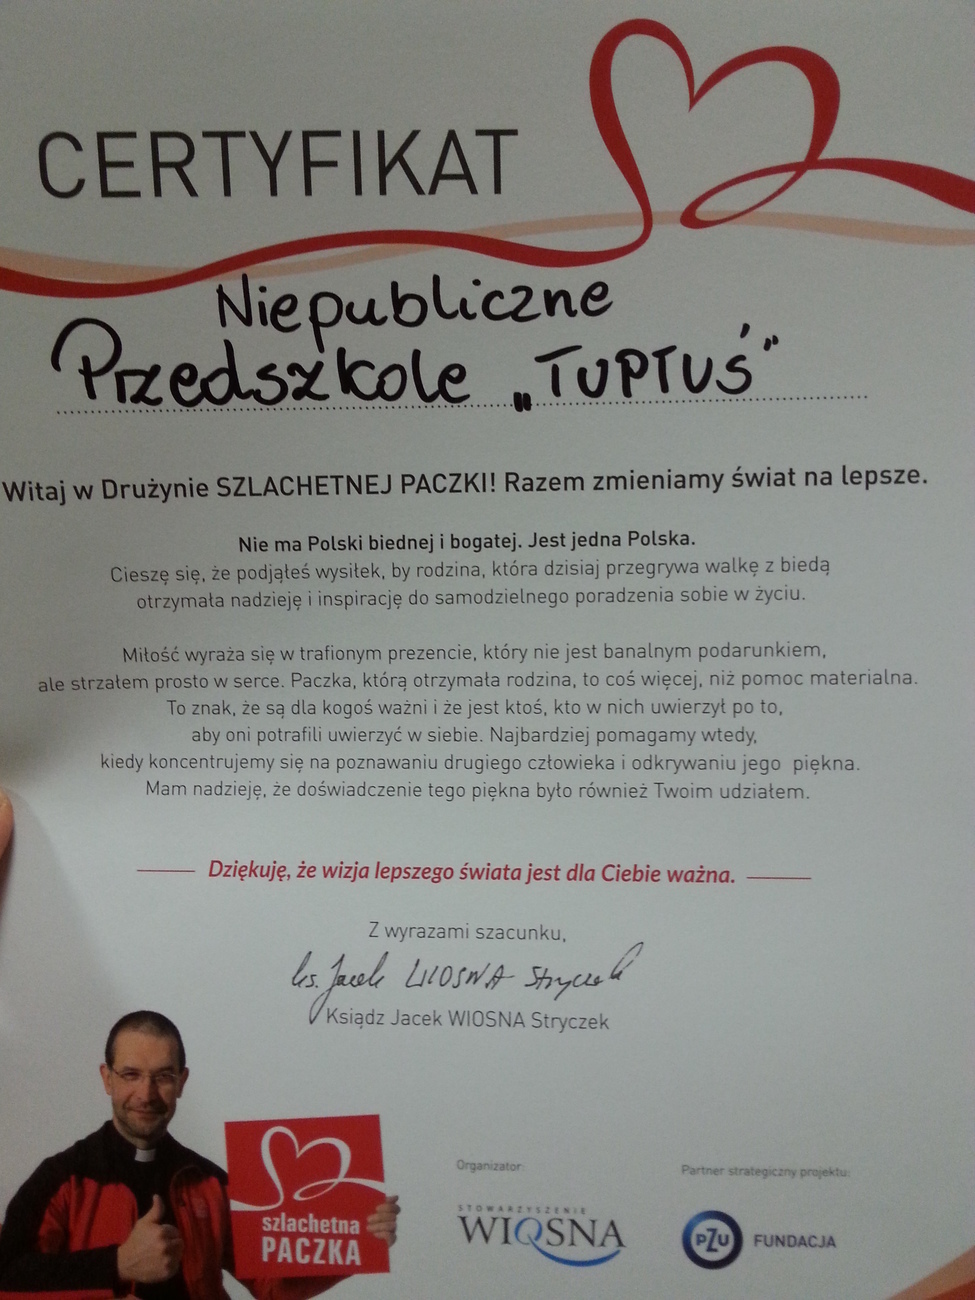 CERTYFIKAT
Niepubliczne
Przedszkole „TUPTUŚ"
Witaj w Drużynie SZLACHETNEJ PACZKI! Razem zmieniamy świat na lepsze.
Nie ma Polski biednej i bogatej. Jest jedna Polska.
Cieszę się, że podjąłeś wysiłek, by rodzina, która dzisiaj przegrywa walkę z biedą
otrzymała nadzieję i inspirację do samodzielnego poradzenia sobie w życiu.
Miłość wyraża się w trafionym prezencie, który nie jest banalnym podarunkiem,
ale strzałem prosto w serce. Paczka, którą otrzymała rodzina, to coś więcej, niż pomoc materialna.
To znak, że są dla kogoś ważni i że jest ktoś, kto w nich uwierzył po to,
aby oni potrafili uwierzyć w siebie. Najbardziej pomagamy wtedy,
kiedy koncentrujemy się na poznawaniu drugiego człowieka i odkrywaniu jego piękna.
Mam nadzieję, że doświadczenie tego piękna było również Twoim udziałem.
Dziękuję, że wizja lepszego świata jest dla Ciebie ważna.
Z wyrazami szacunku,
ks. Jacek WIOSNA Stryczek
Ksiądz Jacek WIOSNA Stryczek
szlachetna
PACZKA
Organizator:
STOWARZYSZENIE
WIOSNA
Partner strategiczny projektu:
PZU FUNDACJA